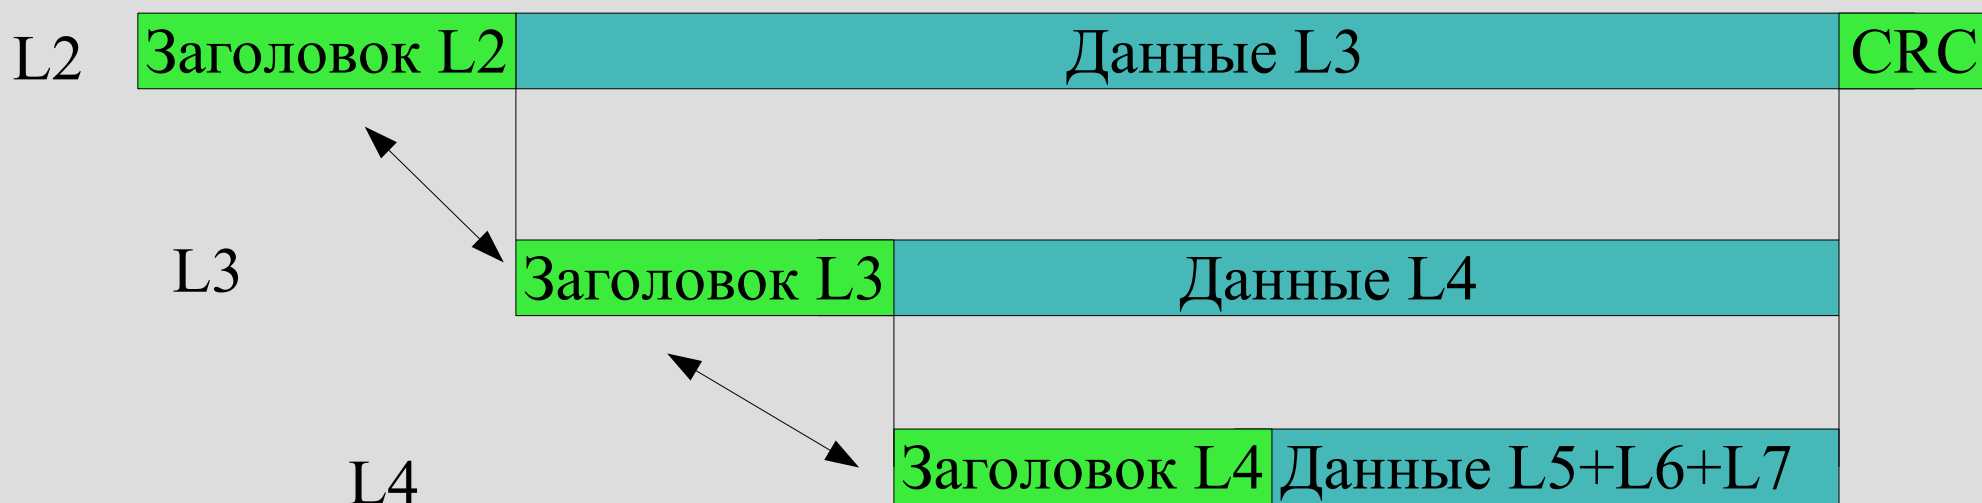 L2 Заголовок L2 Данные L3 CRC
L3 Заголовок L3 Данные L4
L4 Заголовок L4 Данные L5+L6+L7